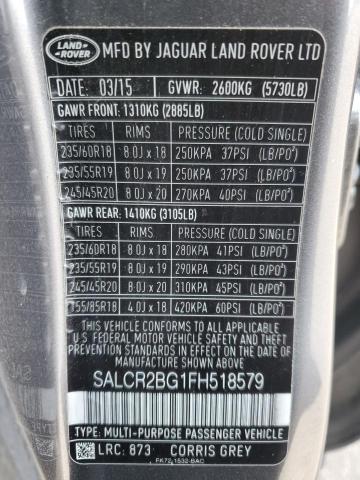 LAND-
ROVER
MFD BY JAGUAR LAND ROVER LTD
DATE: 03/15 GVWR: 2600KG (5730LB)
GAWR FRONT: 1310KG (2885LB)
TIRES RIMS PRESSURE (COLD SINGLE)
235/60R18 8.0J x 18 250KPA 37PSI (LB/PO²)
235/55R19 8.0J x 19 250KPA 37PSI (LB/PO²)
245/45R20 8.0J x 20 270KPA 40PSI (LB/PO²)
GAWR REAR: 1410KG (3105LB)
TIRES RIMS PRESSURE (COLD SINGLE)
235/60R18 8.0J x 18 280KPA 41PSI (LB/PO²)
235/55R19 8.0J x 19 290KPA 43PSI (LB/PO²)
245/45R20 8.0J x 20 310KPA 45PSI (LB/PO²)
T155/85R18 4.0J x 18 420KPA 60PSI (LB/PO²)
THIS VEHICLE CONFORMS TO ALL APPLICABLE
U.S. FEDERAL MOTOR VEHICLE SAFETY AND
THEFT PREVENTION STANDARDS IN EFFECT ON
THE DATE OF MANUFACTURE SHOWN ABOVE.
SALCR2BG1FH518579
TYPE: MULTI-PURPOSE PASSENGER VEHICLE
LRC: 873 CORRIS GREY
FK72-1532-BAC